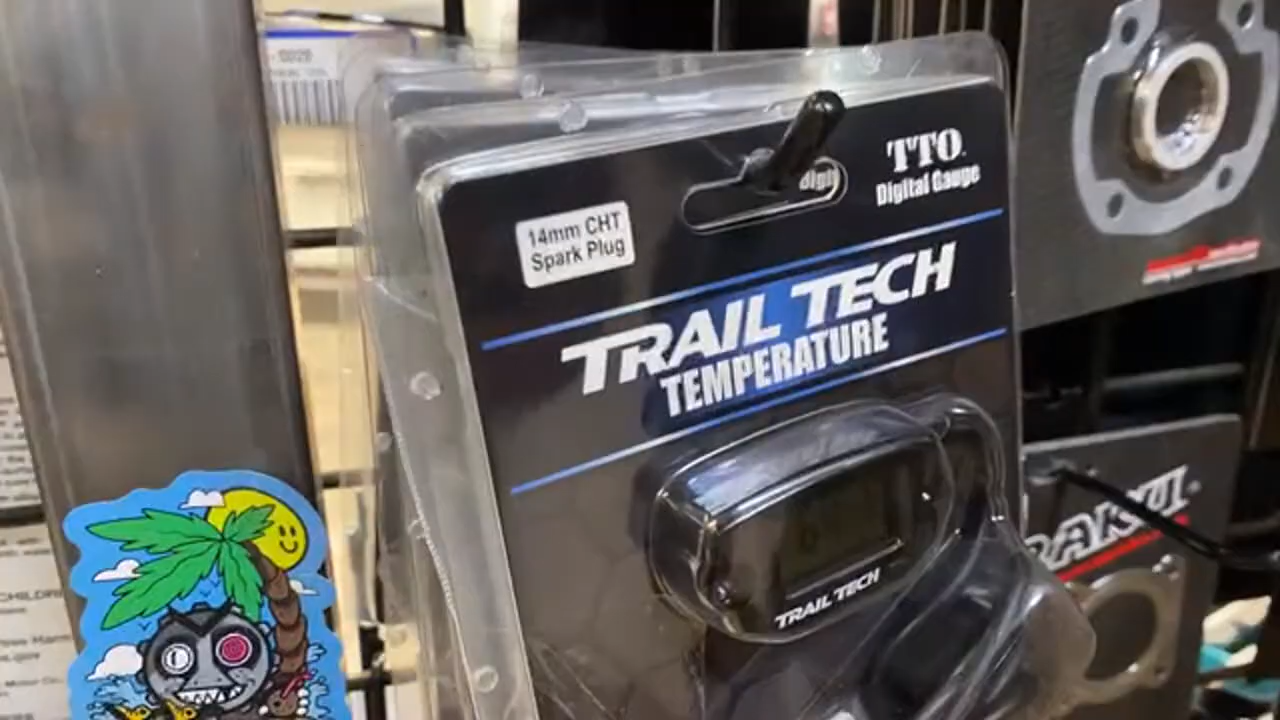 TTO
Digital Gauge
14mm CHT
Spark Plug
TRAIL TECH
TEMPERATURE
TRAIL TECH